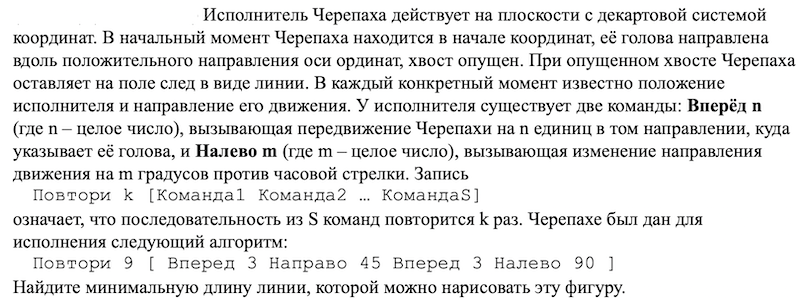 Исполнитель Черепаха действует на плоскости с декартовой системой
координат. В начальный момент Черепаха находится в начале координат, её голова направлена
вдоль положительного направления оси ординат, хвост опущен. При опущенном хвосте Черепаха
оставляет на поле след в виде линии. В каждый конкретный момент известно положение
исполнителя и направление его движения. У исполнителя существует две команды: Вперёд n
(где n – целое число), вызывающая передвижение Черепахи на n единиц в том направлении, куда
указывает её голова, и Налево m (где m – целое число), вызывающая изменение направления
движения на m градусов против часовой стрелки. Запись
Повтори k [Команда1 Команда2 … КомандаS]
означает, что последовательность из S команд повторится k раз. Черепахе был дан для
исполнения следующий алгоритм:
Повтори 9 [ Вперед 3 Направо 45 Вперед 3 Налево 90 ]
Найдите минимальную длину линии, которой можно нарисовать эту фигуру.